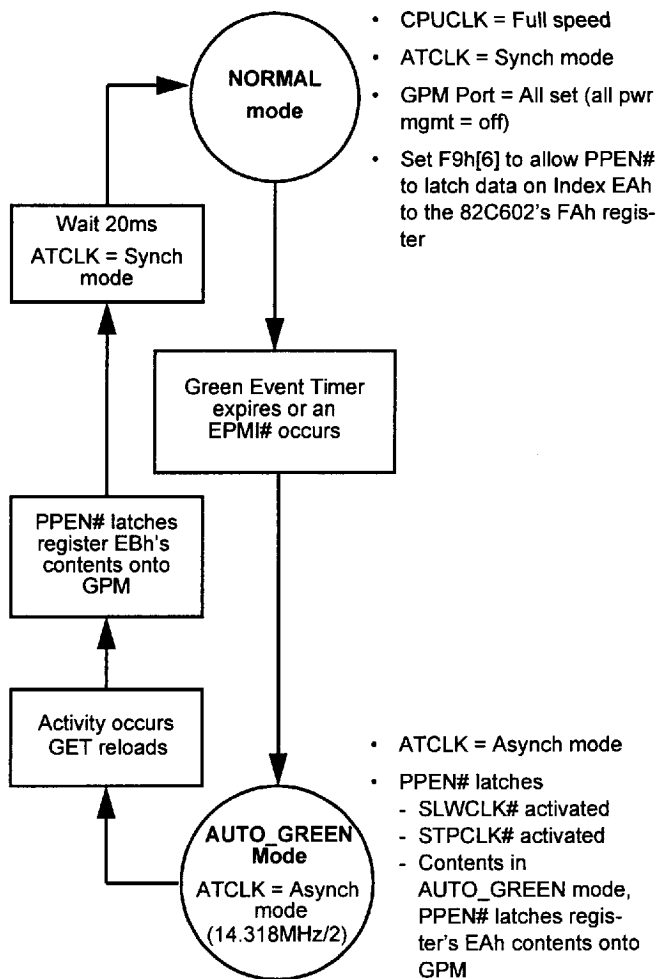 NORMAL
mode
• CPUCLK = Full speed
• ATCLK = Synch mode
• GPM Port = All set (all pwr
mgmt = off)
• Set F9h[6] to allow PPEN#
to latch data on Index EAh
to the 82C602's FAh regis-
ter
Wait 20ms
ATCLK = Synch
mode
Green Event Timer
expires or an
EPMI# occurs
PPEN# latches
register EBh's
contents onto
GPM
Activity occurs
GET reloads
AUTO_GREEN
Mode
ATCLK = Asynch
mode
(14.318MHz/2)
• ATCLK = Asynch mode
• PPEN# latches
- SLWCLK# activated
- STPCLK# activated
- Contents in
AUTO_GREEN mode,
PPEN# latches regis-
ter's EAh contents onto
GPM